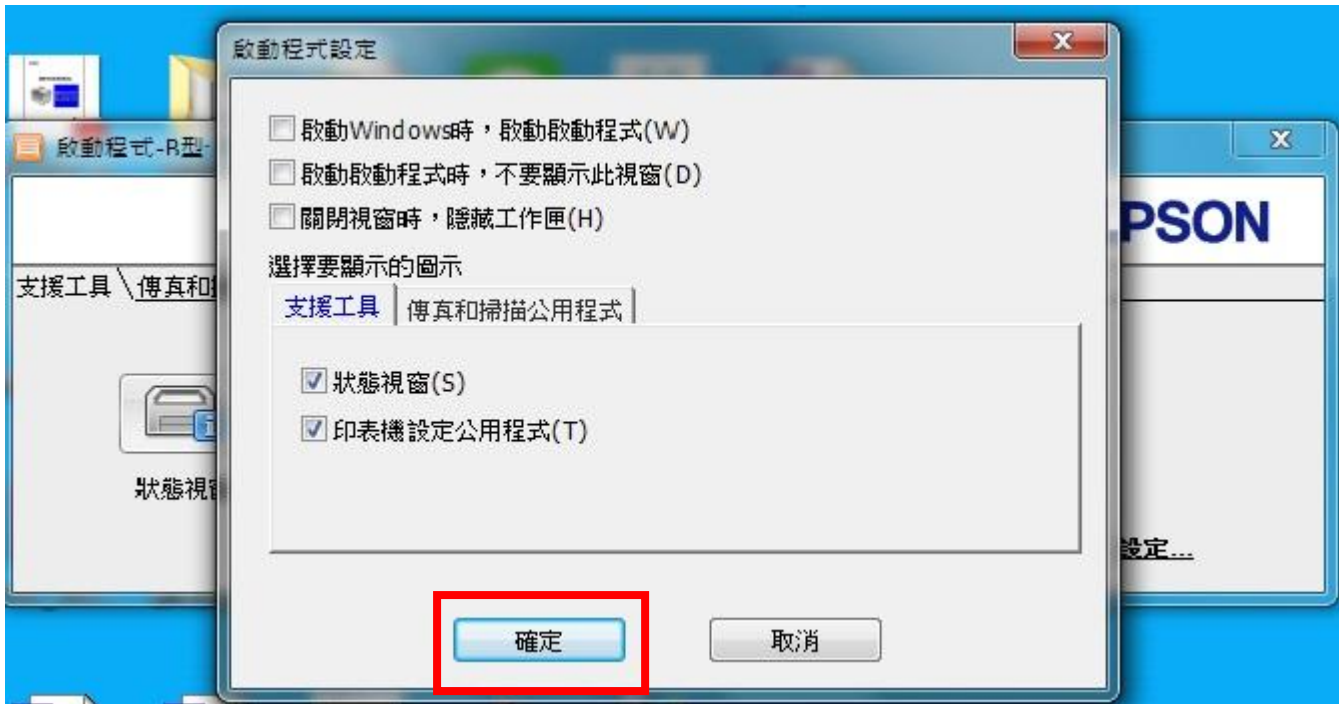 啟動程式設定
啟動程式-B型
啟動Windows時，啟動啟動程式(W)
啟動啟動程式時，不要顯示此視窗(D)
關閉視窗時，隱藏工作匣(H)
PSON
選擇要顯示的圖示
支援工具
傳真和
支援工具
傳真和掃描公用程式
狀態視窗(S)
印表機設定公用程式(T)
狀態視
設定...
確定
取消